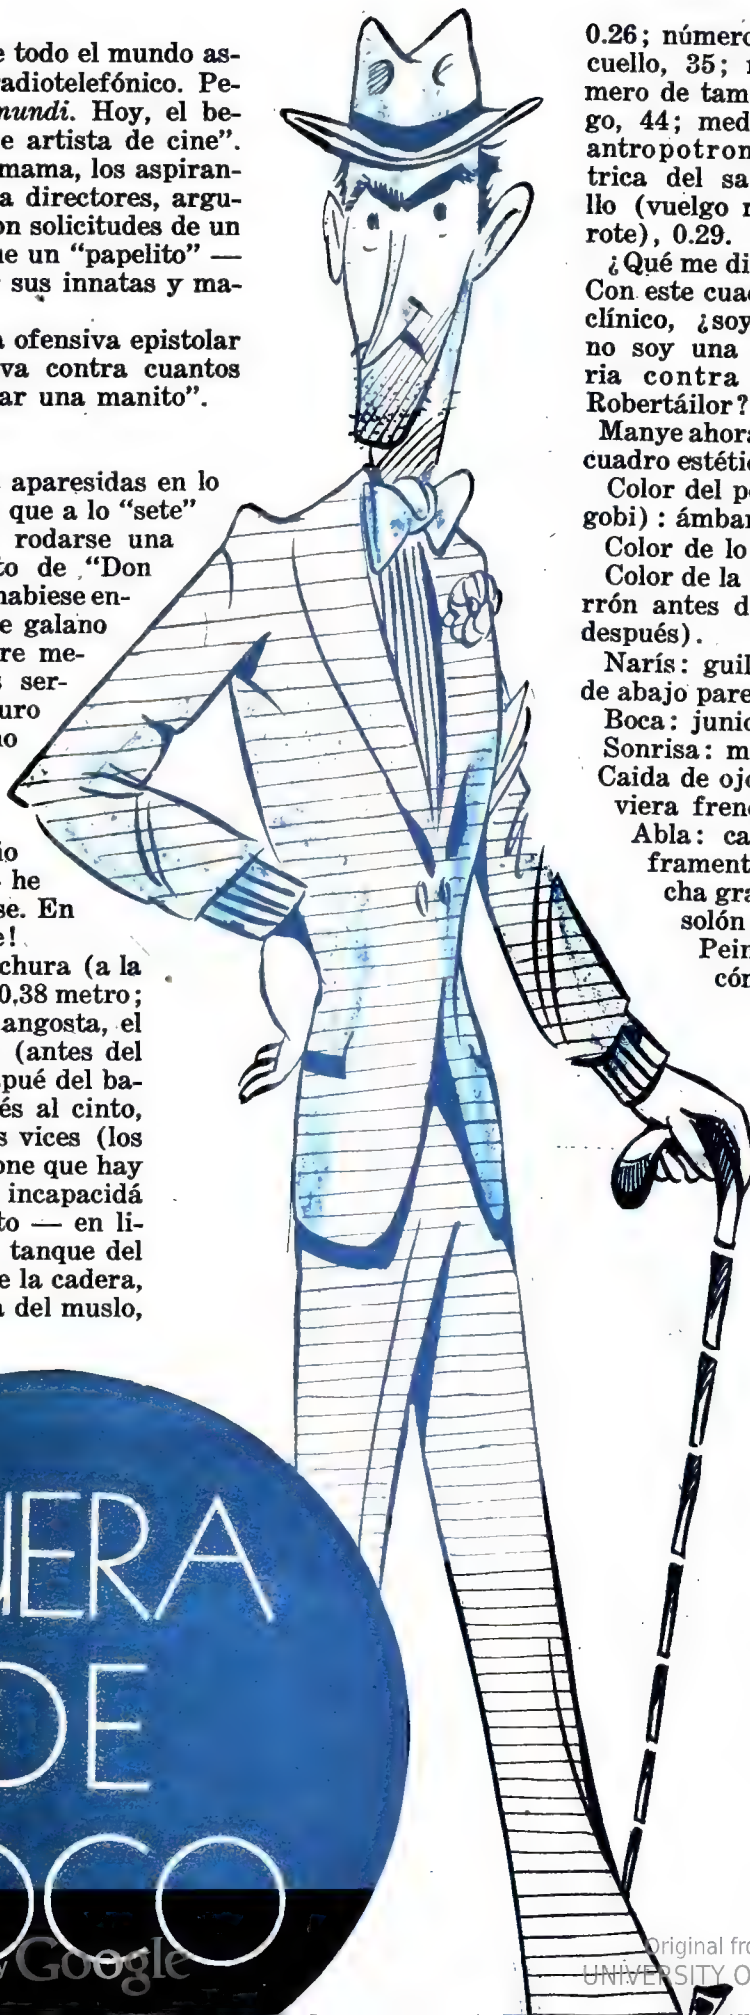 e todo el mundo as-
adiotelefónico. Pe-
mundi. Hoy, el be-
e artista de cine".
mama, los aspiran-
a directores, argu-
on solicitudes de un
ue un "papelito" —
sus innatas y ma-
a ofensiva epistolar
va contra cuantos
ar una manito".
aparesidas en lo
que a lo "sete"
rodarse una
to de "Don
habiese en-
e galano
re me-
ser-
uro
no
io
he
se. En
e!
chura (a la
0,38 metro;
angosta, el
(antes del
pué del ba-
és al cinto,
s vices (los
one que hay
incapacidá
to — en li-
tanque del
e la cadera,
a del muslo,
UERA
DE
OCO
0.26; número
cuello, 35; n
mero de tam
go, 44; med
antropotron
trica del sa
llo (vuelgo m
rote), 0.29.
¿Qué me di
Con este cuad
clínico, ¿soy
no soy una
ria contra
Robertáilor?
Manye ahora
cuadro estétic
Color del pe
gobi): ámbar
Color de lo
Color de la
rrón antes d
después).
Narís: guil
de abajo pare
Boca: junio
Sonrisa: m
Caida de ojo
viera frene
Abla: ca
frament
cha gra
solón
Pein
cóm
y Google
Original fro
UNIVERSITY O